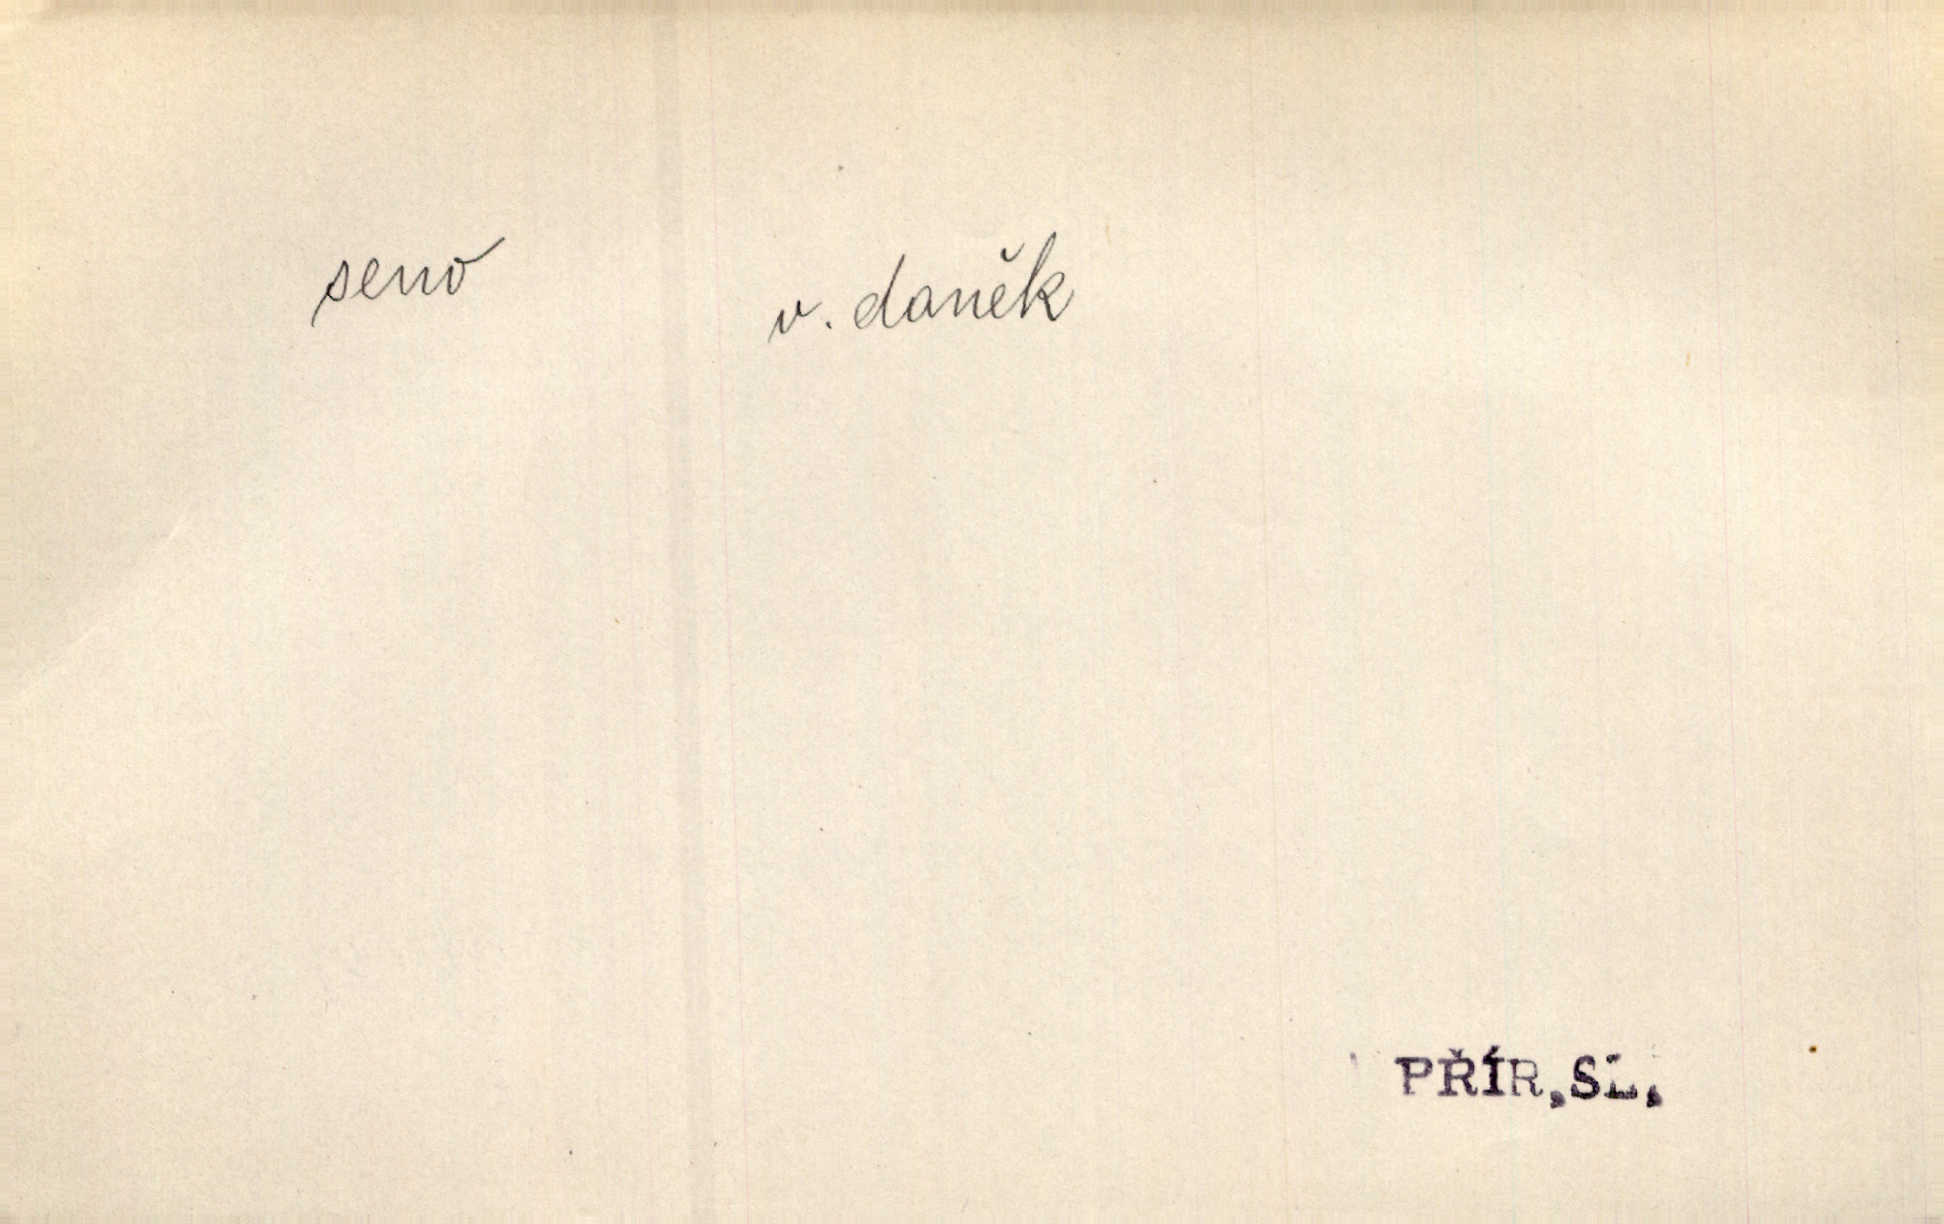 seno
v. daněk
PŘÍR,SL,